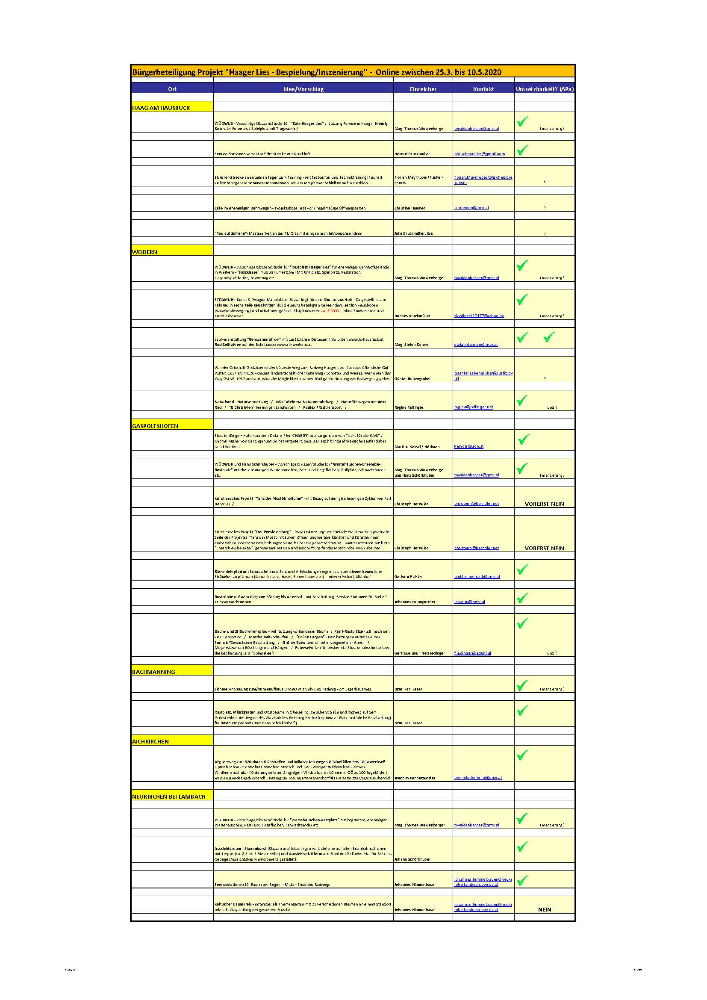 Bürgerbeteiligung Projekt "Haager Lies - Bespielung/Inszenierung" - Online zwischen 25.3. bis 10.5.2020
Ort Idee/Vorschlag Einreicher Kontakt Umsetzbarkeit? (APa)
HAAG AM HAUSRUCK
WÜDWUX - Vorschläge/Skizzen/Studie für "Cafe Haager Lies" / Nutzung Remise in Haag / Niedrig
Balancier Parcours / Spielplatz mit Tragewerk / Mag. Thomas Waldenberger t.waldenberger@gmx.at Finanzierung?
Service-Stationen verteilt auf die Strecke mit Druckluft Helmut Bruckmüller hbruckmueller@gmail.com
Skiroller-Strecke an einzelnen Tagen zum Training - mit Testcenter und Techniktraining (Fischer) Florian Mayrhuber/Fischer- florian.Mayrhuber@fischerspor
vielleicht sogar ein Sommer-Hobbyrennen und ein temporärer Schießstand für Biathlon Sports ts.com ?
Cafe im ehemaligen Bahnwagon - Projektskizze liegt vor / regelmäßige Öffnungszeiten Christine Huemer c.huemer@gmx.at ?
"Rad auf Schiene"- Masterarbeit an der TU Graz mit einigen architektonischen Ideen Julia Bruckmüller, Bsc ?
WEIBERN
WÜDWUX - Vorschläge/Skizzen/Studie für "Rastplatz Haager Lies" für ehemaliges Bahnhofsgelände
in Weibern - "Holzklasse" modular umsetzbar! Mit Grillplatz, Spielplatz, Raststation,
Liegemöglichkeiten, Bewirtung etc. Mag. Thomas Waldenberger t.waldenberger@gmx.at Finanzierung?
STOAMÜH - Kunst & Designe-Manufaktur: Skizze liegt für eine Skultur aus Holz - Dargestellt ist ein
Fahrrad in sechs Teile zerschnitten (für die sechs beteiligten Gemeinden), seitlich verschoben
(Vorwärtsbewegung) und in Rahmen gefasst. Skuplturkosten ca. € 2000,-- ohne Fundamente und
Künstlerhonorar Hannes Bruckmüller skydiver120177@yahoo.de Finanzierung?
Laufveranstaltung "Genussmarathon" mit zusätzlichen Distanzen Info unter: www.lc-hausruck.at;
Rad-Zeitfahren auf der Bahntrasse; www.rfv.weibern.at Mag. Stefan Danner stefan.danner@mkw.at
Von der Ortschaft Grolzham ist der kürzeste Weg zum Radweg Haager Lies über das öffentliche Gut
(GstNr. 1917 KG 44120 - derzeit landwirtschaftlicher Güterweg - Schotter und Wiese). Wenn man den guenter.rabengruber@justiz.gv
Weg GstNR. 1917 ausbaut, wäre die Möglichkeit zu einer häufigeren Nutzung des Radweges gegeben. Günter Rabengruber .at ?
Naturband - Naturvermittlung / Info-Tafeln zur Naturvermittlung / Naturführungen mit dem
Rad / "Blühstriefen" bei einigen Landwirten / Radtaxi/Radtransport / Regina Roitinger regina@roitinger.net und ?
GASPOLTSHOFEN
Streckenlänge = Halbmarathon-Distanz / Ein CHARITY-Lauf zu gunsten von "Licht für die Welt" /
Gabriel Müller von der Organisation hat mitgeteilt, dass u.U. auch blinde afrikanische Läufer dabei
sein könnten... Martina Keindl / Hörbach keindls@aon.at
WÜDWUX und Hans Schörkhuber - Vorschläge/Skizzen/Studie für "Wartehäuschen-Ensemble-
Rastplatz" mit drei ehemaligen Wartehäuschen, Rast- und Liegeflächen, Grillplatz, Fahrradständer Mag. Thomas Waldenberger
etc. und Hans Schörkhuber t.waldenberger@gmx.at Finanzierung?
Künstlerisches Projekt "Tanz der Mostbirnbäume" - mit Bezug auf den gleichnamigen Zyklus von Karl
Herndler / Christoph Herndler christoph@herndler.net VORERST NEIN
Künstlerisches Projekt "Der Poesie entlang" - Projektskizze liegt vor! Würde die literarisch-poetische
Seite der Projektes "Tanz der Mostbirnbäume" öffnen und weitere Künstler und Künstlerinnen
einbeziehen. Poetische Beschriftungen verteilt über die gesamte Strecke. Damit entstünde auch ein
"Ensemble-Charakter" gemeinsam mit den und Beschriftung für die Mostbirnbaum-Skulpturen... Christoph Herndler christoph@herndler.net VORERST NEIN
Bienenlehrpfad mit Schautafeln und Schauvolk! Böschungen eignen sich um bienenfreundliche
Sträucher zu pflanzen (Kornellkirsche, Hasel, Bienenbaum etc.) - Imkerei Picherl, Altenhof Gerhard Pichler pichler-gerhard@gmx.at
Rastbänke auf dem Weg von Föching bis Altenhof - mit Beschattung! Service-Stationen für Radler!
Trinkwasserbrunnen Johannes Baumgartner jobaum@gmx.at
Baum- und Sträucherlehrpfad - mit Nutzung vorhandener Bäume / Kraft-Rastplätze - z.B. nach den
vier Elementen / Mostbaumkunde-Pfad / "Grüne Lungen" - Beschattungen mittels Grüner
Tunnels/Gewachsene Beschattung / Grünes Band (wie ohnehin vorgesehen - Anm.) /
Magerwiesen an Böschungen und Hängen / Patenschaften für bestimmte Streckenabschnitte bzw.
die Bepflanzung (z.B. "Solanallee") Gertrude und Franz Jedinger f.jedinger@eduhi.at und ?
BACHMANNING
Sichere Anbindung zum/vom Kaufhaus BRAVO mit Geh- und Radweg vom Lagerhaus weg Bgm. Karl Kaser Finanzierung?
Rastplatz, Pflückgarten und Obstbäume in Oberseling, zwischen Straße und Radweg auf dem
Grünstreifen. Am Beginn des Waldstückes Richtung Hörbach optimaler Platz (natürliche Beschattung)
für Rastplatz (Stammkunst Hans Schörkhuber?) Bgm. Karl Kaser
AICHKIRCHEN
Abgrenzung zur L520 durch Blühstreifen und Wildhecken wegen Wildunfällen bzw. Wildwechsel!
Optisch schön - Sichtschutz zwischen Mensch und Tier - weniger Wildwechsel - aktiver
Wildbienenschutz - Förderung seltener Singvögel - Wildsträucher können in OÖ zu 100 % gefördert
werden (Landesjagdverband!). Beitrag zur Lösung Interessenskonflikt Freizeitnutzer/Jagdausübende! Joachim Pennetzdorfer pennetzdorfer.jo@gmx.at
NEUKIRCHEN BEI LAMBACH
WÜDWUX - Vorschläge/Skizzen/Studie für "Wartehäuschen-Rastplatz" mit begrünten, ehemaligen
Wartehäuschen, Rast- und Liegeflächen, Fahrradständer etc. Mag. Thomas Waldenberger t.waldenberger@gmx.at Finanzierung?
Aussichtsbaum - Stammkunst (Skizzen und fotos liegen vor), stehend auf alten Eisenbahnschienen
mit Treppe (ca. 2,5 bis 3 Meter Höhe) und Aussichtsplattform aus Stahl mit Geländer etc. für Blick ins
Gebirge (Aussichtsbaum wird bereits gestaltet!) Johann Schörkhuber
johannes.himmelbauer@neuki
Servicestationen für Radler am Beginn - Mitte - Ende des Radwegs Johannes Himmelbauer rche-lambach.ooe.gv.at
Keltischer Baumkreis - entweder als Themengarten mit 21 verschiedenen Bäumen an einem Standort johannes.himmelbauer@neuki
oder als Weg entlang der gesamten Strecke Johannes Himmelbauer rche-lambach.ooe.gv.at NEIN